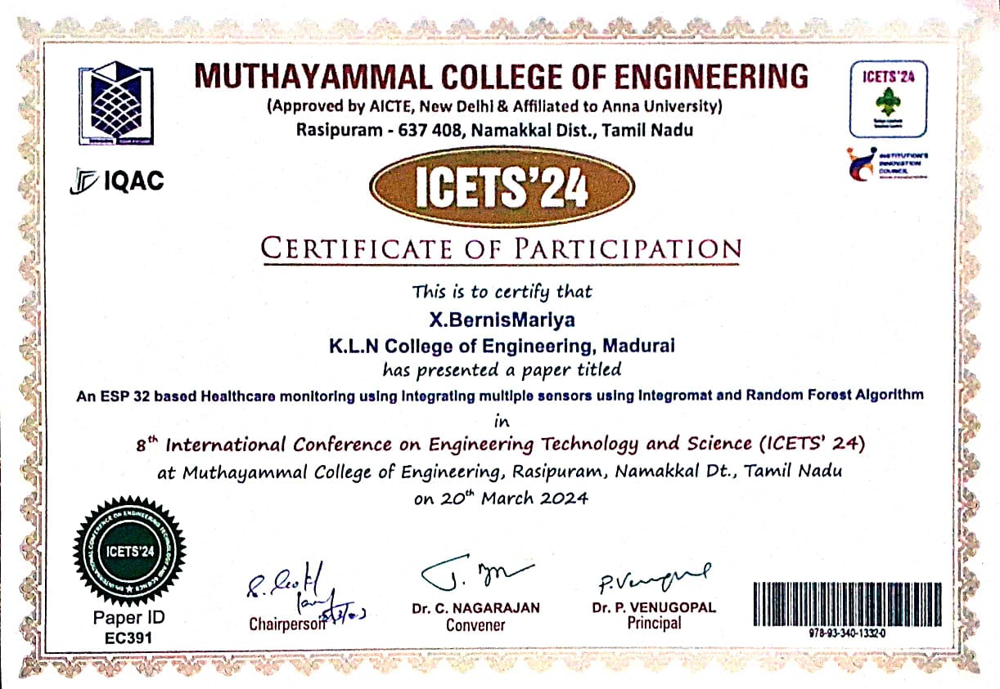 MUTHAYAMMAL COLLEGE OF ENGINEERING
(Approved by AICTE, New Delhi & Affiliated to Anna University)
Rasipuram - 637 408, Namakkal Dist., Tamil Nadu
ICETS'24
IQAC
INSTITUTION'S
INNOVATION
COUNCIL
ICETS'24
CERTIFICATE OF PARTICIPATION
This is to certify that
X.BernisMariya
K.L.N College of Engineering, Madurai
has presented a paper titled
An ESP 32 based Healthcare monitoring using Integrating multiple sensors using Integromat and Random Forest Algorithm
in
8th International Conference on Engineering Technology and Science (ICETS' 24)
at Muthayammal College of Engineering, Rasipuram, Namakkal Dt., Tamil Nadu
on 20th March 2024
ICETS'24
Paper ID
EC391
Chairperson
Dr. C. NAGARAJAN
Convener
P. Venugopal
Dr. P. VENUGOPAL
Principal
978-93-340-1332-0